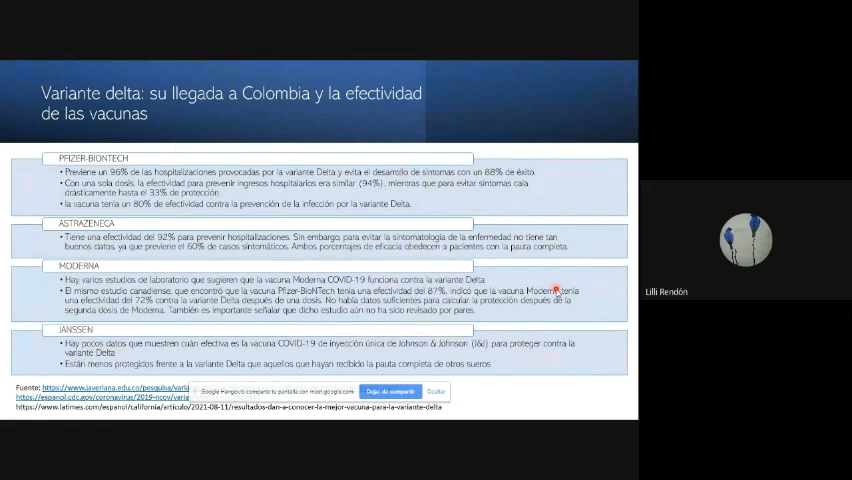 Variante delta: su llegada a Colombia y la efectividad
de las vacunas
PFIZER-BIONTECH
• Previene un 96% de las hospitalizaciones provocadas por la variante Delta y evita el desarrollo de síntomas con un 88% de éxito.
• Con una sola dosis, la efectividad para prevenir ingresos hospitalarios era similar (94%), mientras que para evitar síntomas caía
drásticamente hasta el 33% de protección.
• la vacuna tenía un 80% de efectividad contra la prevención de la infección por la variante Delta.
ASTRAZENECA
• Tiene una efectividad del 92% para prevenir hospitalizaciones. Sin embargo, para evitar la sintomatología de la enfermedad no tiene tan
buenos datos, ya que previene el 60% de casos sintomáticos. Ambos porcentajes de eficacia obedecen a pacientes con la pauta completa.
MODERNA
• Hay varios estudios de laboratorio que sugieren que la vacuna Moderna COVID-19 funciona contra la variante Delta
• El mismo estudio canadiense, que encontró que la vacuna Pfizer-BioNTech tenía una efectividad del 87%, indicó que la vacuna Moderna tenía
una efectividad del 72% contra la variante Delta después de una dosis. No había datos suficientes para calcular la protección después de la
segunda dosis de Moderna. También es importante señalar que dicho estudio aún no ha sido revisado por pares.
JANSSEN
• Hay pocos datos que muestren cuán efectiva es la vacuna COVID-19 de inyección única de Johnson & Johnson (J&J) para proteger contra la
variante Delta
• Están menos protegidos frente a la variante Delta que aquellos que hayan recibido la pauta completa de otros sueros
Fuente: https://www.javeriana.edu.co/pesquisa/varia
https://espanol.cdc.gov/coronavirus/2019-ncov/varia
https://www.latimes.com/espanol/california/articulo/2021-08-11/resultados-dan-a-conocer-la-mejor-vacuna-para-la-variante-delta
Google Hangouts comparte tu pantalla con meet.google.com.
Dejar de compartir
Ocultar
Lilli Rendón